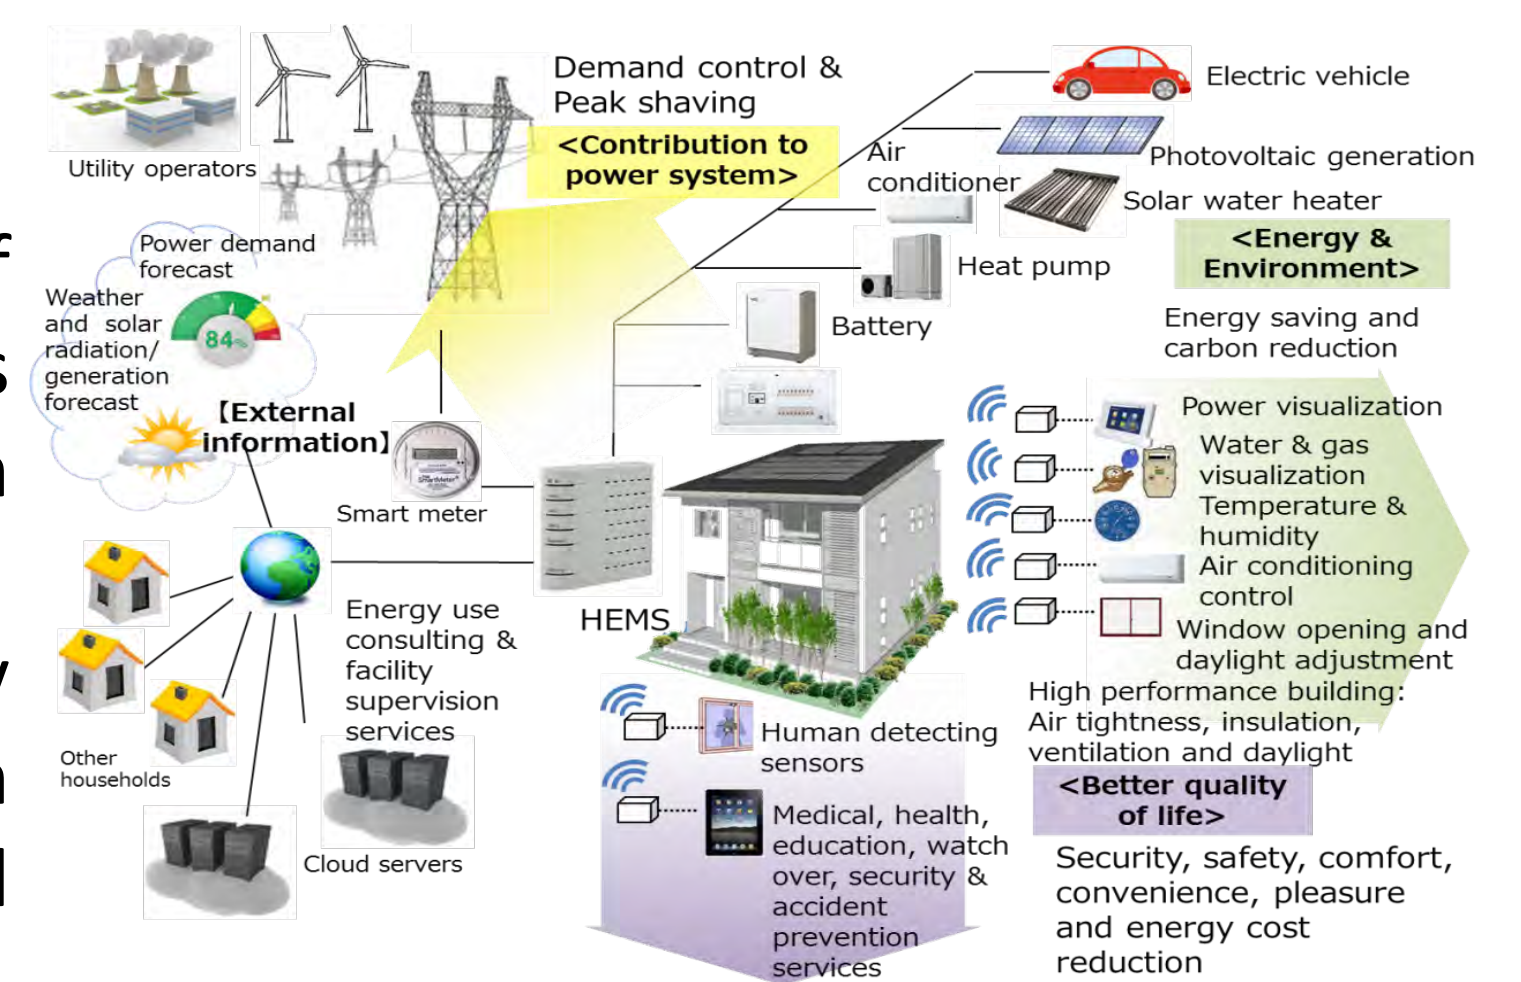 Demand control &
Peak shaving
<Contribution to
power system>
Utility operators
Electric vehicle
Photovoltaic generation
Air
conditioner
Solar water heater
<Energy &
Environment>
Heat pump
Battery
Energy saving and
carbon reduction
Power demand
forecast
Weather
and solar
radiation/
generation
forecast
84%
【External
information】
SmartMeter
Smart meter
HEMS
Power visualization
Water & gas
visualization
Temperature &
humidity
Air conditioning
control
Window opening and
daylight adjustment
High performance building:
Air tightness, insulation,
ventilation and daylight
<Better quality
of life>
Security, safety, comfort,
convenience, pleasure
and energy cost
reduction
Energy use
consulting &
facility
supervision
services
Other
households
Cloud servers
Human detecting
sensors
Medical, health,
education, watch
over, security &
accident
prevention
services